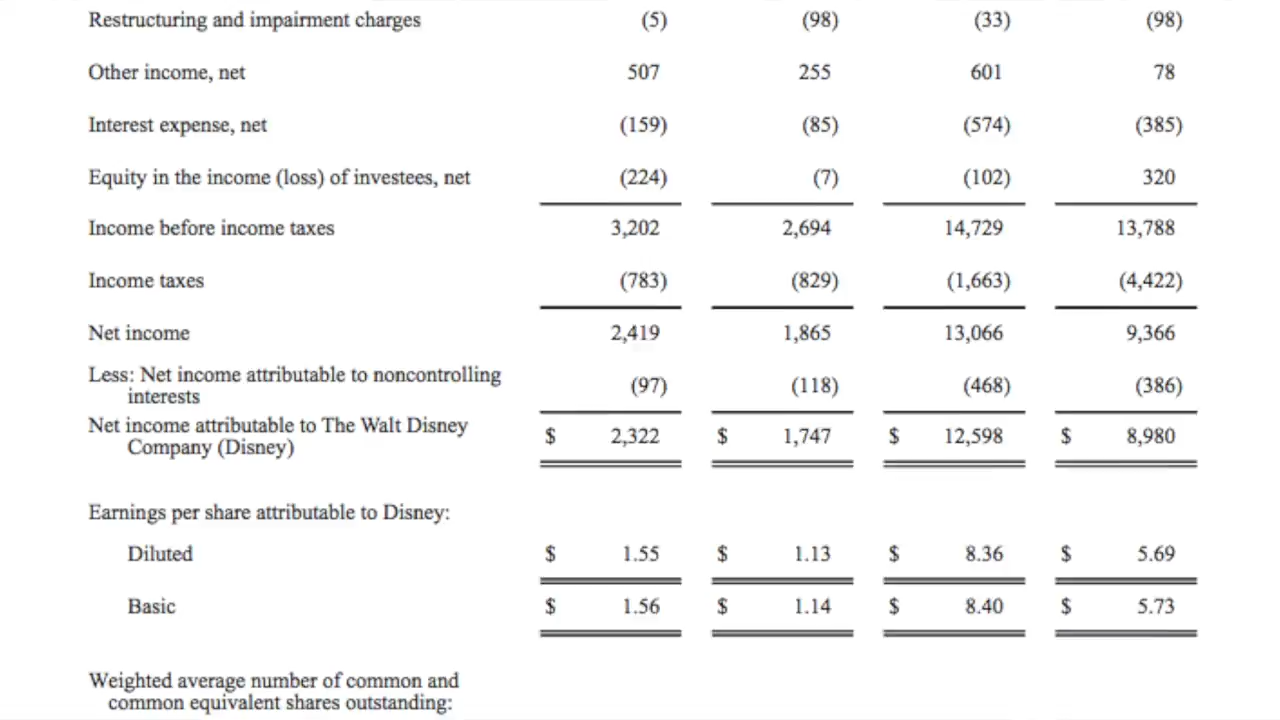 Restructuring and impairment charges (5) (98) (33) (98)
Other income, net 507 255 601 78
Interest expense, net (159) (85) (574) (385)
Equity in the income (loss) of investees, net (224) (7) (102) 320
Income before income taxes 3,202 2,694 14,729 13,788
Income taxes (783) (829) (1,663) (4,422)
Net income 2,419 1,865 13,066 9,366
Less: Net income attributable to noncontrolling
interests (97) (118) (468) (386)
Net income attributable to The Walt Disney
Company (Disney) $ 2,322 $ 1,747 $ 12,598 $ 8,980
Earnings per share attributable to Disney:
Diluted $ 1.55 $ 1.13 $ 8.36 $ 5.69
Basic $ 1.56 $ 1.14 $ 8.40 $ 5.73
Weighted average number of common and
common equivalent shares outstanding: